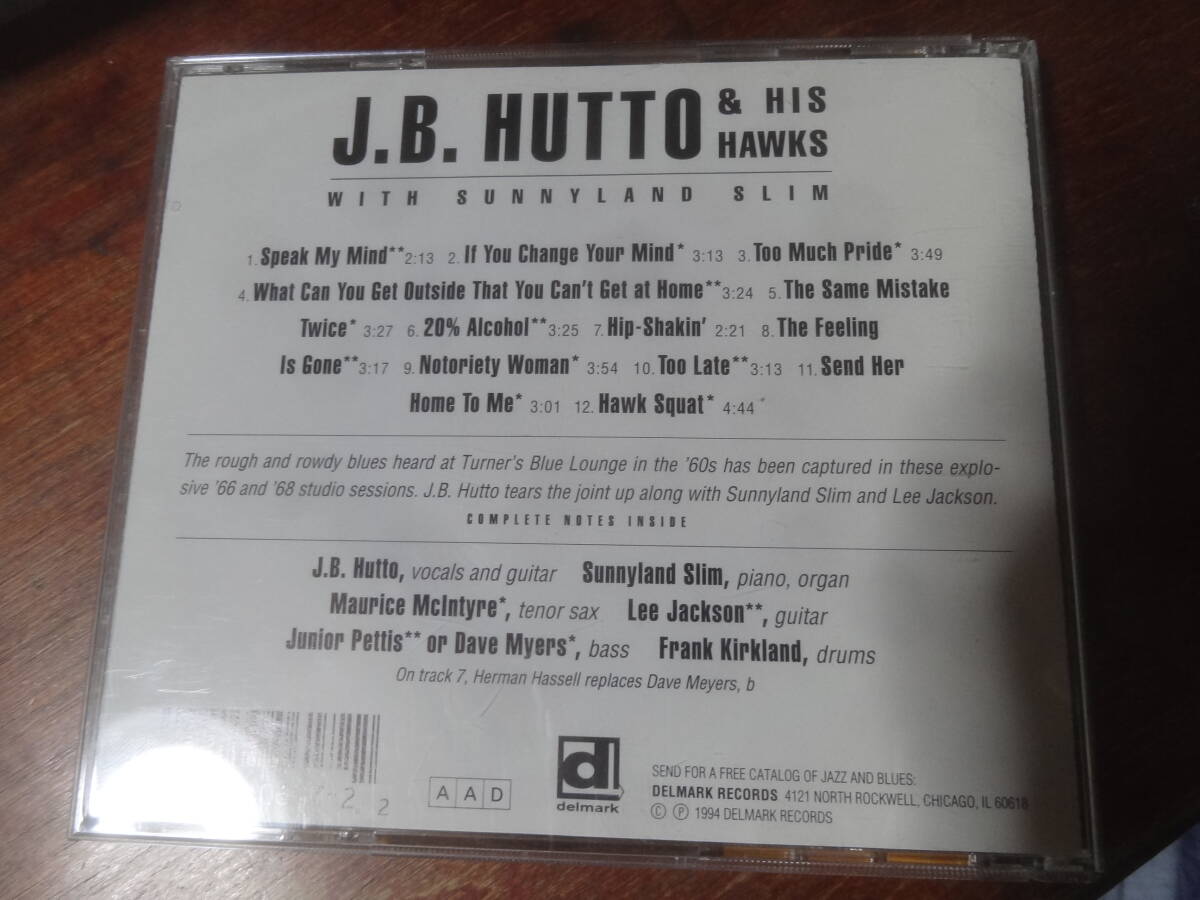 J.B. HUTTO & HIS HAWKS
WITH SUNNYLAND SLIM
1. Speak My Mind** 2:13 2. If You Change Your Mind* 3:13 3. Too Much Pride* 3:49
4. What Can You Get Outside That You Can't Get at Home** 3:24 5. The Same Mistake
Twice* 3:27 6. 20% Alcohol** 3:25 7. Hip-Shakin' 2:21 8. The Feeling
Is Gone** 3:17 9. Notoriety Woman* 3:54 10. Too Late** 3:13 11. Send Her
Home To Me* 3:01 12. Hawk Squat* 4:44
The rough and rowdy blues heard at Turner's Blue Lounge in the '60s has been captured in these explo-
sive '66 and '68 studio sessions. J.B. Hutto tears the joint up along with Sunnyland Slim and Lee Jackson.
COMPLETE NOTES INSIDE
J.B. Hutto, vocals and guitar Sunnyland Slim, piano, organ
Maurice McIntyre*, tenor sax Lee Jackson**, guitar
Junior Pettis** or Dave Myers*, bass Frank Kirkland, drums
On track 7, Herman Hassell replaces Dave Meyers, b
2 2
A A D
d
delmark
SEND FOR A FREE CATALOG OF JAZZ AND BLUES:
DELMARK RECORDS 4121 NORTH ROCKWELL, CHICAGO, IL 60618
© ℗ 1994 DELMARK RECORDS